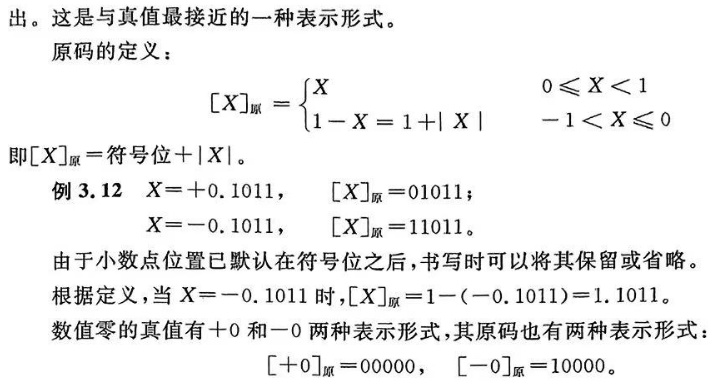 出。这是与真值最接近的一种表示形式。
原码的定义：
[X]原 = { X    0 ⩽ X < 1
1 − X = 1 + | X |    − 1 < X ⩽ 0
即[X]原＝符号位＋|X|。
例 3.12 X＝＋0.1011， [X]原＝01011；
X＝－0.1011， [X]原＝11011。
由于小数点位置已默认在符号位之后，书写时可以将其保留或省略。
根据定义，当 X＝－0.1011 时，[X]原＝1－(－0.1011)＝1.1011。
数值零的真值有＋0 和－0 两种表示形式，其原码也有两种表示形式：
[＋0]原＝00000， [－0]原＝10000。